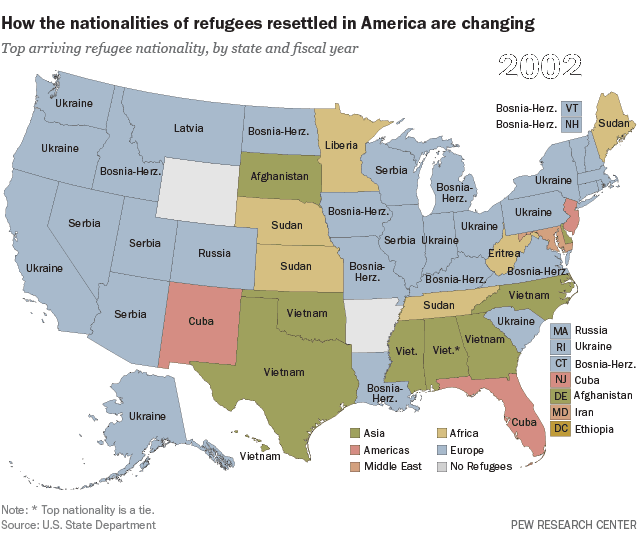 How the nationalities of refugees resettled in America are changing
Top arriving refugee nationality, by state and fiscal year
2002
Bosnia-Herz. VT
Bosnia-Herz. NH
Ukraine
Latvia
Bosnia-Herz.
Liberia
Sudan
Ukraine
Bosnia-Herz.
Afghanistan
Serbia
Bosnia-
Herz.
Ukraine
Serbia
Serbia
Russia
Sudan
Bosnia-Herz.
Serbia
Ukraine
Ukraine
Ukraine
Ukraine
Sudan
Bosnia-
Herz.
Bosnia-Herz.
Eritrea
Bosnia-Herz.
Serbia
Cuba
Vietnam
Sudan
Vietnam
Ukraine
Vietnam
Viet.
Viet.*
Vietnam
Bosnia-
Herz.
Cuba
Ukraine
Vietnam
MA Russia
RI Ukraine
CT Bosnia-Herz.
NJ Cuba
DE Afghanistan
MD Iran
DC Ethiopia
Asia
Africa
Americas
Europe
Middle East
No Refugees
Note: * Top nationality is a tie.
Source: U.S. State Department
PEW RESEARCH CENTER